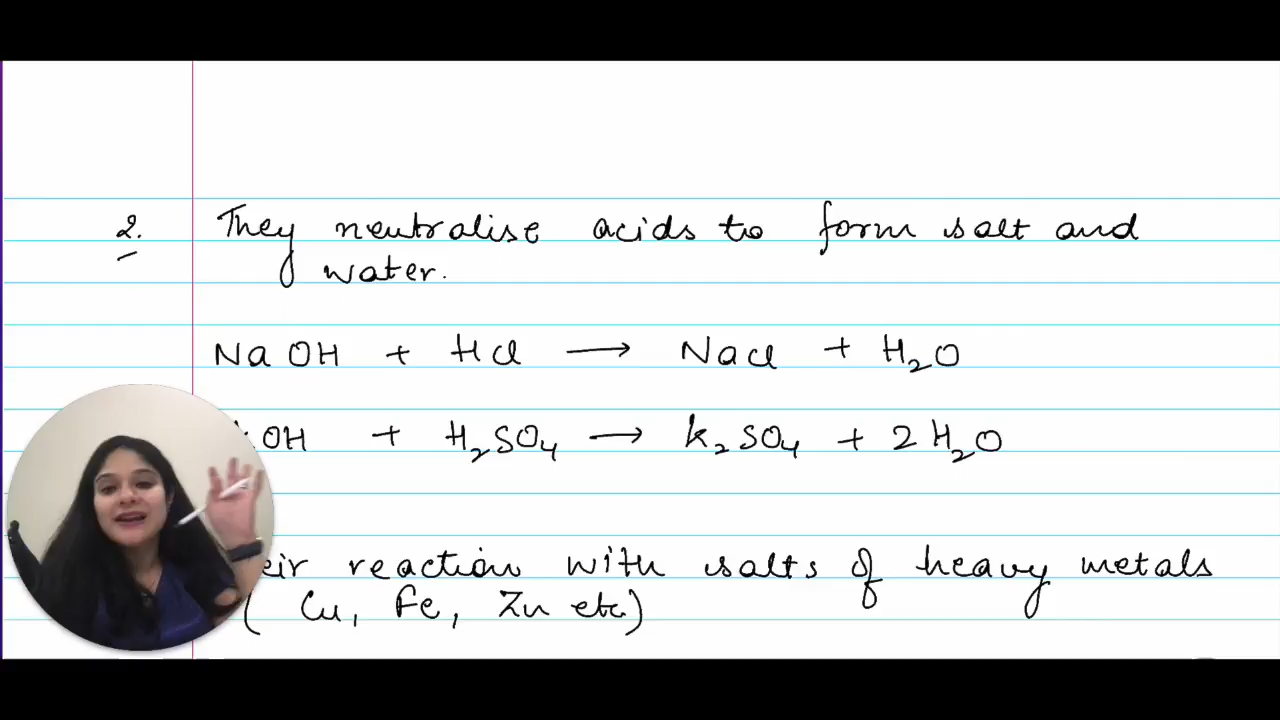 2. They neutralise acids to form salt and
water.
NaOH + HCl → NaCl + H₂O
OH + H₂SO₄ → K₂SO₄ + 2H₂O
reaction with salts of heavy metals
( Cu, Fe, Zn etc.)